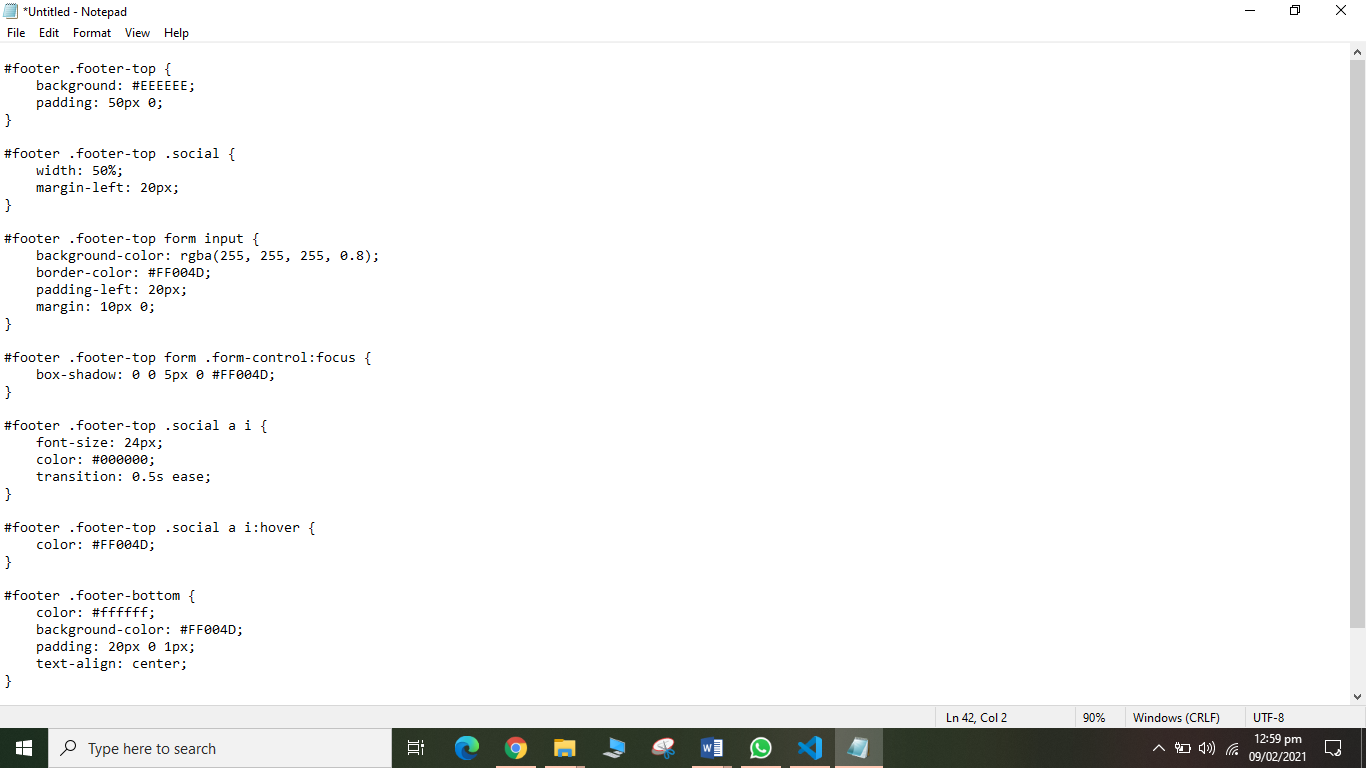 *Untitled - Notepad
File Edit Format View Help
#footer .footer-top {
    background: #EEEEEE;
    padding: 50px 0;
}
#footer .footer-top .social {
    width: 50%;
    margin-left: 20px;
}
#footer .footer-top form input {
    background-color: rgba(255, 255, 255, 0.8);
    border-color: #FF004D;
    padding-left: 20px;
    margin: 10px 0;
}
#footer .footer-top form .form-control:focus {
    box-shadow: 0 0 5px 0 #FF004D;
}
#footer .footer-top .social a i {
    font-size: 24px;
    color: #000000;
    transition: 0.5s ease;
}
#footer .footer-top .social a i:hover {
    color: #FF004D;
}
#footer .footer-bottom {
    color: #ffffff;
    background-color: #FF004D;
    padding: 20px 0 1px;
    text-align: center;
}
Ln 42, Col 2 90% Windows (CRLF) UTF-8
Type here to search
12:59 pm
09/02/2021